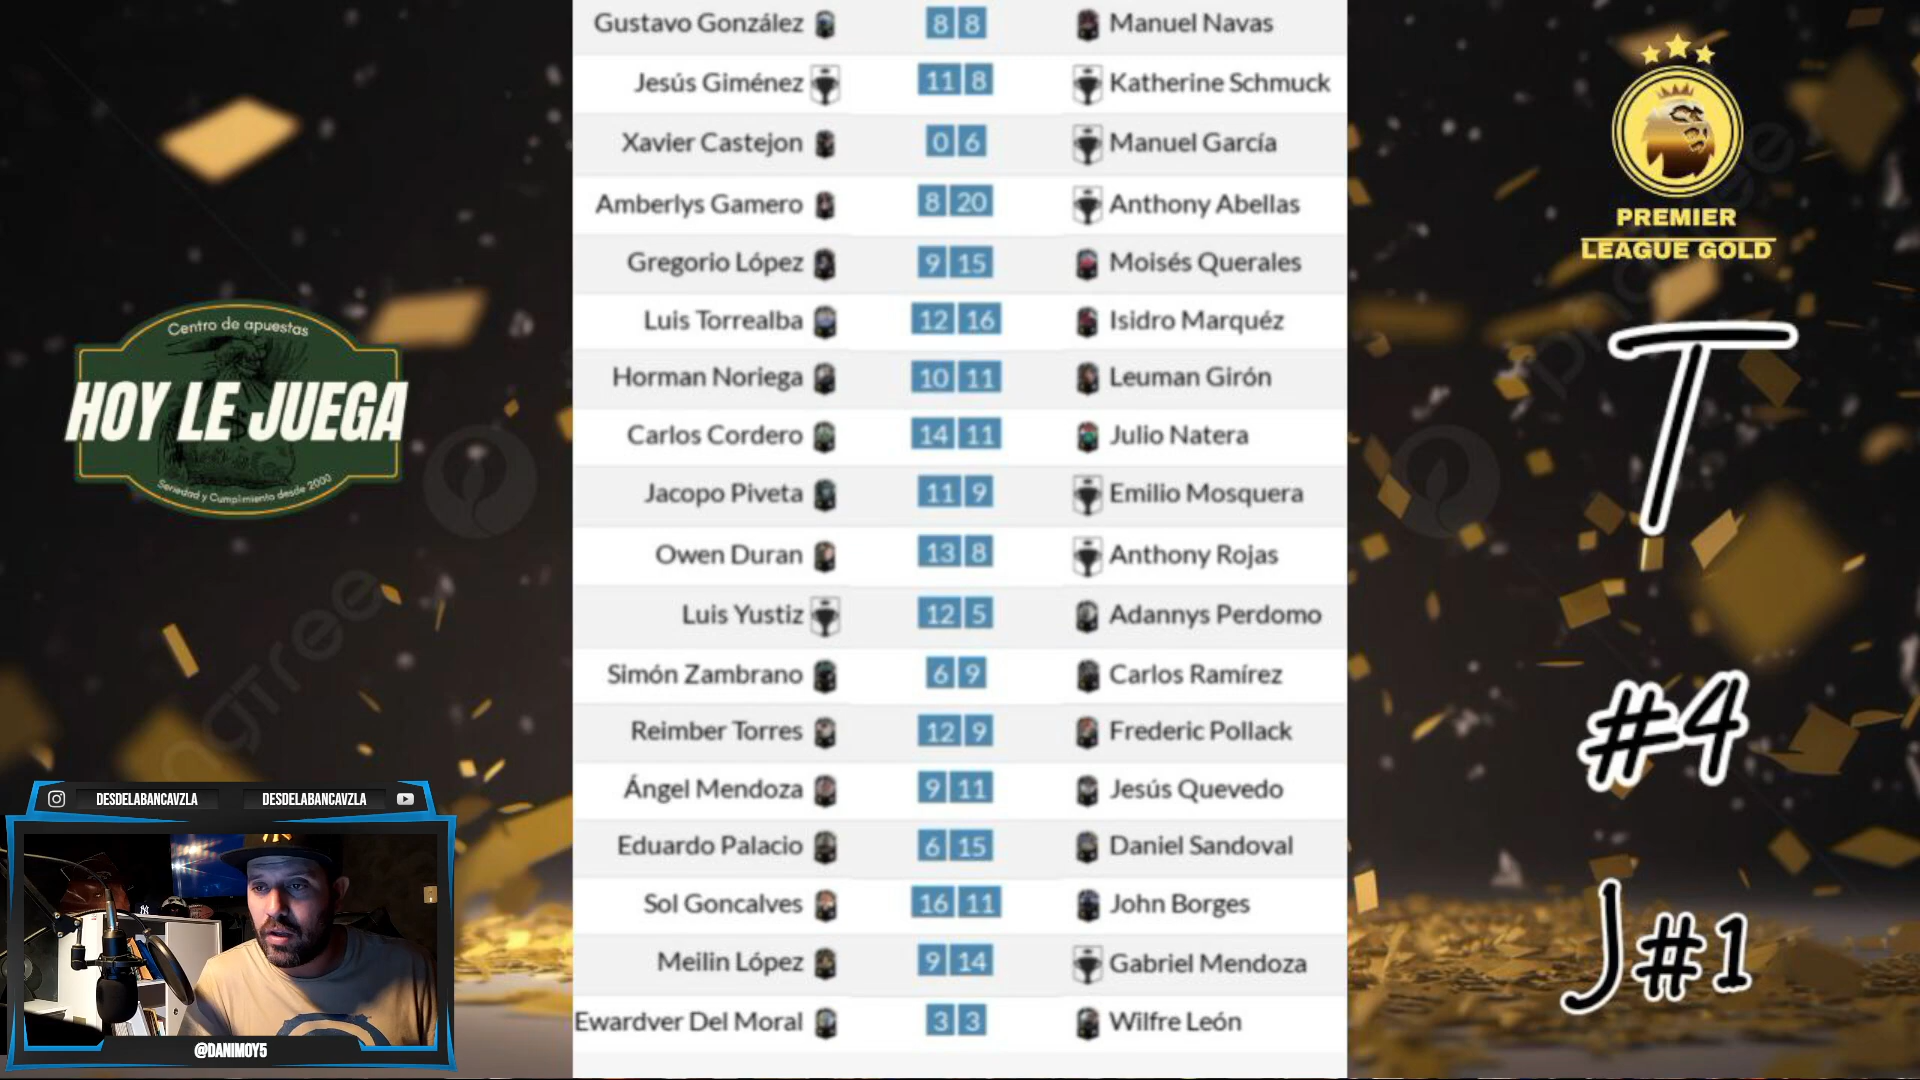 Gustavo González 8 8 Manuel Navas
Jesús Giménez 11 8 Katherine Schmuck
Xavier Castejon 0 6 Manuel García
Amberlys Gamero 8 20 Anthony Abellas
Gregorio López 9 15 Moisés Querales
Luis Torrealba 12 16 Isidro Marquéz
Horman Noriega 10 11 Leuman Girón
Carlos Cordero 14 11 Julio Natera
Jacopo Piveta 11 9 Emilio Mosquera
Owen Duran 13 8 Anthony Rojas
Luis Yustiz 12 5 Adannys Perdomo
Simón Zambrano 6 9 Carlos Ramírez
Reimber Torres 12 9 Frederic Pollack
Ángel Mendoza 9 11 Jesús Quevedo
Eduardo Palacio 6 15 Daniel Sandoval
Sol Goncalves 16 11 John Borges
Meilin López 9 14 Gabriel Mendoza
Ewardver Del Moral 3 3 Wilfre León
Centro de apuestas
HOY LE JUEGA
Seriedad y Cumplimiento desde 2000
DESDELABANCAVZLA DESDELABANCAVZLA
@DANIMOY5
PREMIER
LEAGUE GOLD
T
#4
J#1
pngtree